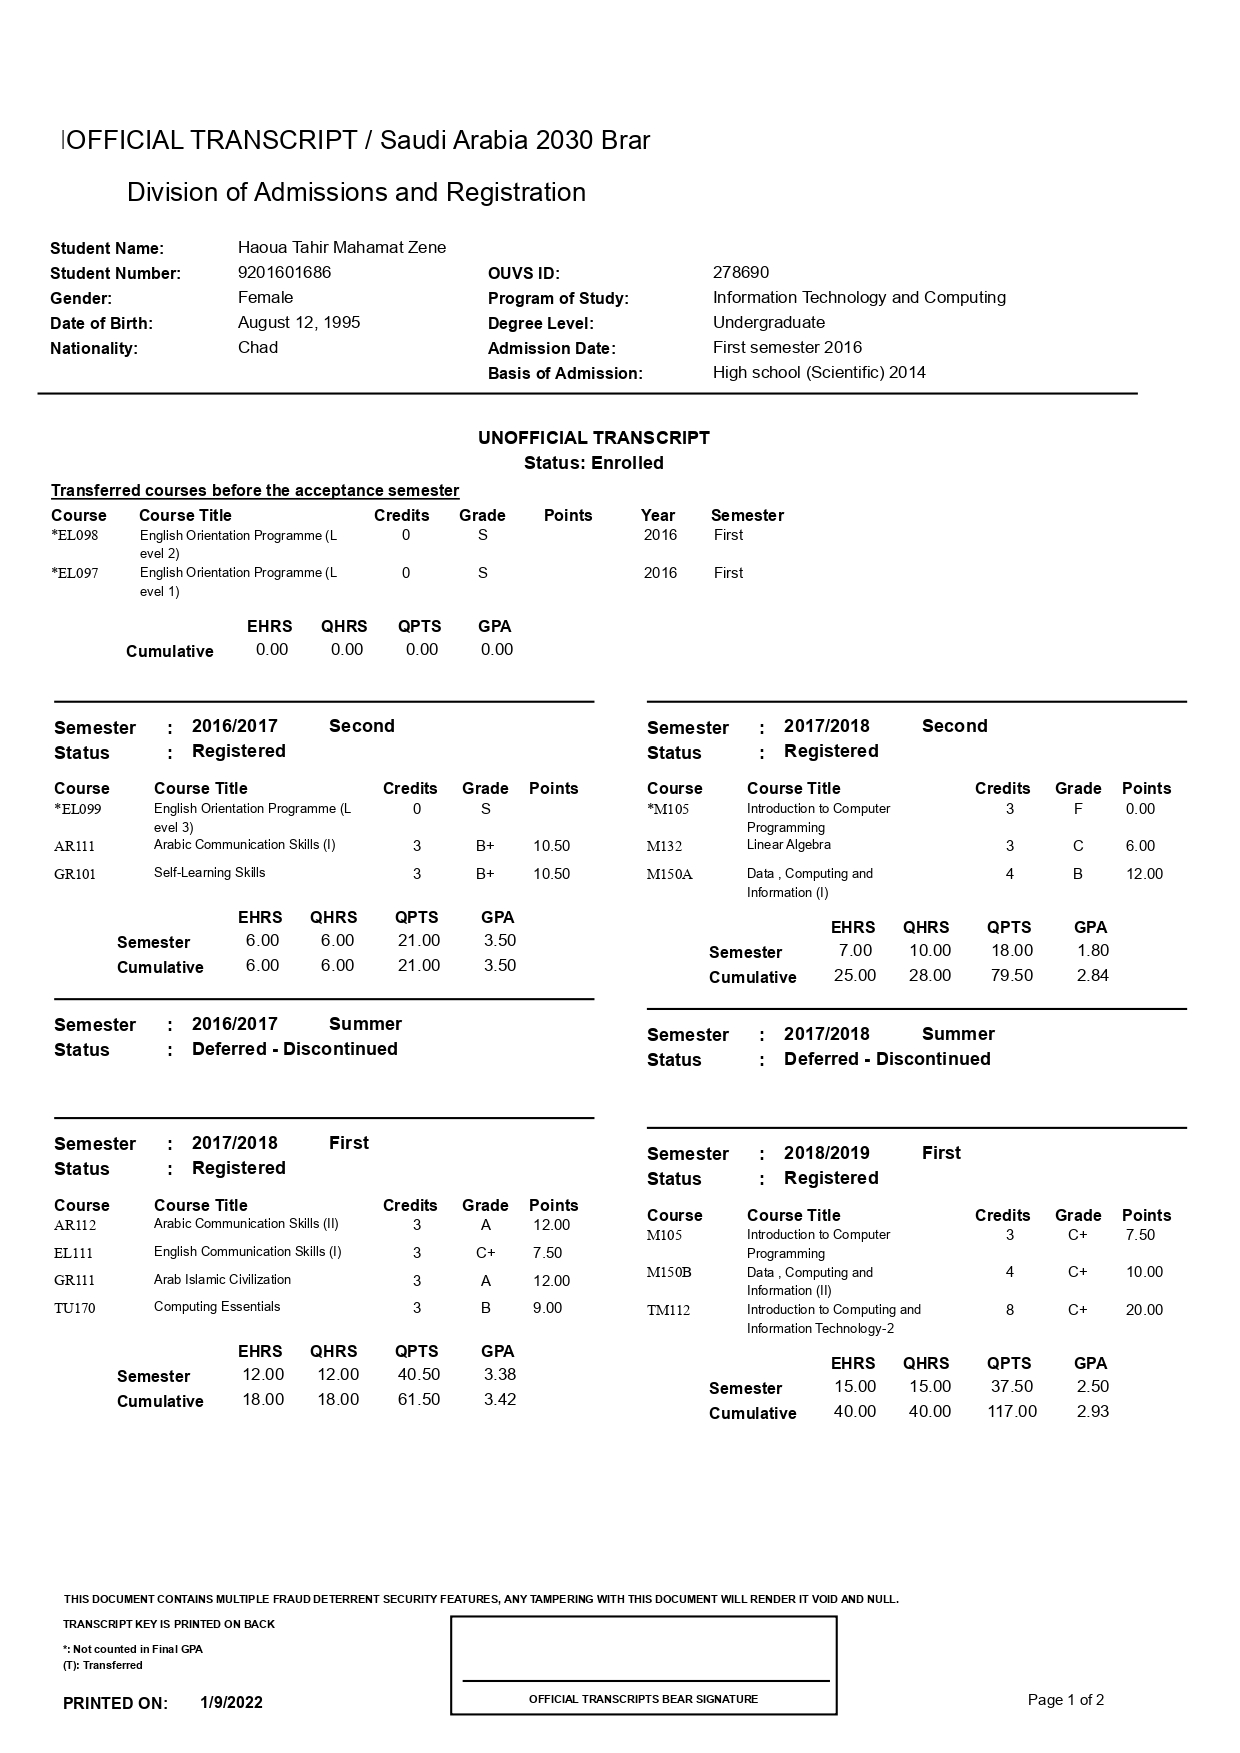 OFFICIAL TRANSCRIPT / Saudi Arabia 2030 Brar
Division of Admissions and Registration
Student Name: Haoua Tahir Mahamat Zene
Student Number: 9201601686 OUVS ID: 278690
Gender: Female Program of Study: Information Technology and Computing
Date of Birth: August 12, 1995 Degree Level: Undergraduate
Nationality: Chad Admission Date: First semester 2016
Basis of Admission: High school (Scientific) 2014
UNOFFICIAL TRANSCRIPT
Status: Enrolled
Transferred courses before the acceptance semester
Course Course Title Credits Grade Points Year Semester
*EL098 English Orientation Programme (L 0 S 2016 First
evel 2)
*EL097 English Orientation Programme (L 0 S 2016 First
evel 1)
EHRS QHRS QPTS GPA
Cumulative 0.00 0.00 0.00 0.00
Semester : 2016/2017 Second
Status : Registered
Course Course Title Credits Grade Points
*EL099 English Orientation Programme (L 0 S
evel 3)
AR111 Arabic Communication Skills (I) 3 B+ 10.50
GR101 Self-Learning Skills 3 B+ 10.50
EHRS QHRS QPTS GPA
Semester 6.00 6.00 21.00 3.50
Cumulative 6.00 6.00 21.00 3.50
Semester : 2016/2017 Summer
Status : Deferred - Discontinued
Semester : 2017/2018 First
Status : Registered
Course Course Title Credits Grade Points
AR112 Arabic Communication Skills (II) 3 A 12.00
EL111 English Communication Skills (I) 3 C+ 7.50
GR111 Arab Islamic Civilization 3 A 12.00
TU170 Computing Essentials 3 B 9.00
EHRS QHRS QPTS GPA
Semester 12.00 12.00 40.50 3.38
Cumulative 18.00 18.00 61.50 3.42
Semester : 2017/2018 Second
Status : Registered
Course Course Title Credits Grade Points
*M105 Introduction to Computer 3 F 0.00
Programming
M132 Linear Algebra 3 C 6.00
M150A Data , Computing and 4 B 12.00
Information (I)
EHRS QHRS QPTS GPA
Semester 7.00 10.00 18.00 1.80
Cumulative 25.00 28.00 79.50 2.84
Semester : 2017/2018 Summer
Status : Deferred - Discontinued
Semester : 2018/2019 First
Status : Registered
Course Course Title Credits Grade Points
M105 Introduction to Computer 3 C+ 7.50
Programming
M150B Data , Computing and 4 C+ 10.00
Information (II)
TM112 Introduction to Computing and 8 C+ 20.00
Information Technology-2
EHRS QHRS QPTS GPA
Semester 15.00 15.00 37.50 2.50
Cumulative 40.00 40.00 117.00 2.93
THIS DOCUMENT CONTAINS MULTIPLE FRAUD DETERRENT SECURITY FEATURES, ANY TAMPERING WITH THIS DOCUMENT WILL RENDER IT VOID AND NULL.
TRANSCRIPT KEY IS PRINTED ON BACK
*: Not counted in Final GPA
(T): Transferred
PRINTED ON: 1/9/2022
OFFICIAL TRANSCRIPTS BEAR SIGNATURE
Page 1 of 2